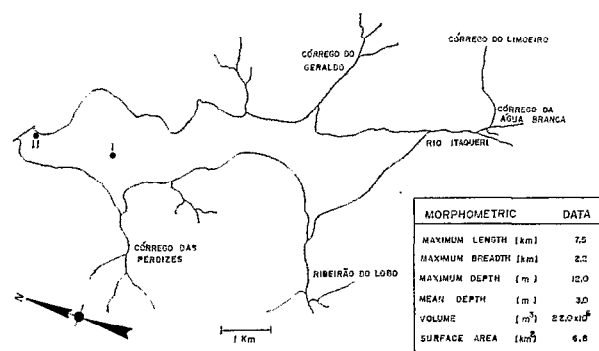 CÓRREGO DO LIMOEIRO
CÓRREGO DO
GERALDO
CÓRREGO DA
ÁGUA BRANCA
II
I
RIO ITAQUERI
CÓRREGO DAS
PERDIZES
RIBEIRÃO DO LOBO
N
1 Km
MORPHOMETRIC DATA
MAXIMUM LENGTH [km] 7.5
MAXIMUM BREADTH [km]
MAXIMUM DEPTH [m] 12.0
MEAN DEPTH [m] 3.0
VOLUME [m³] 22.0x10⁶
SURFACE AREA [km²] 6.8